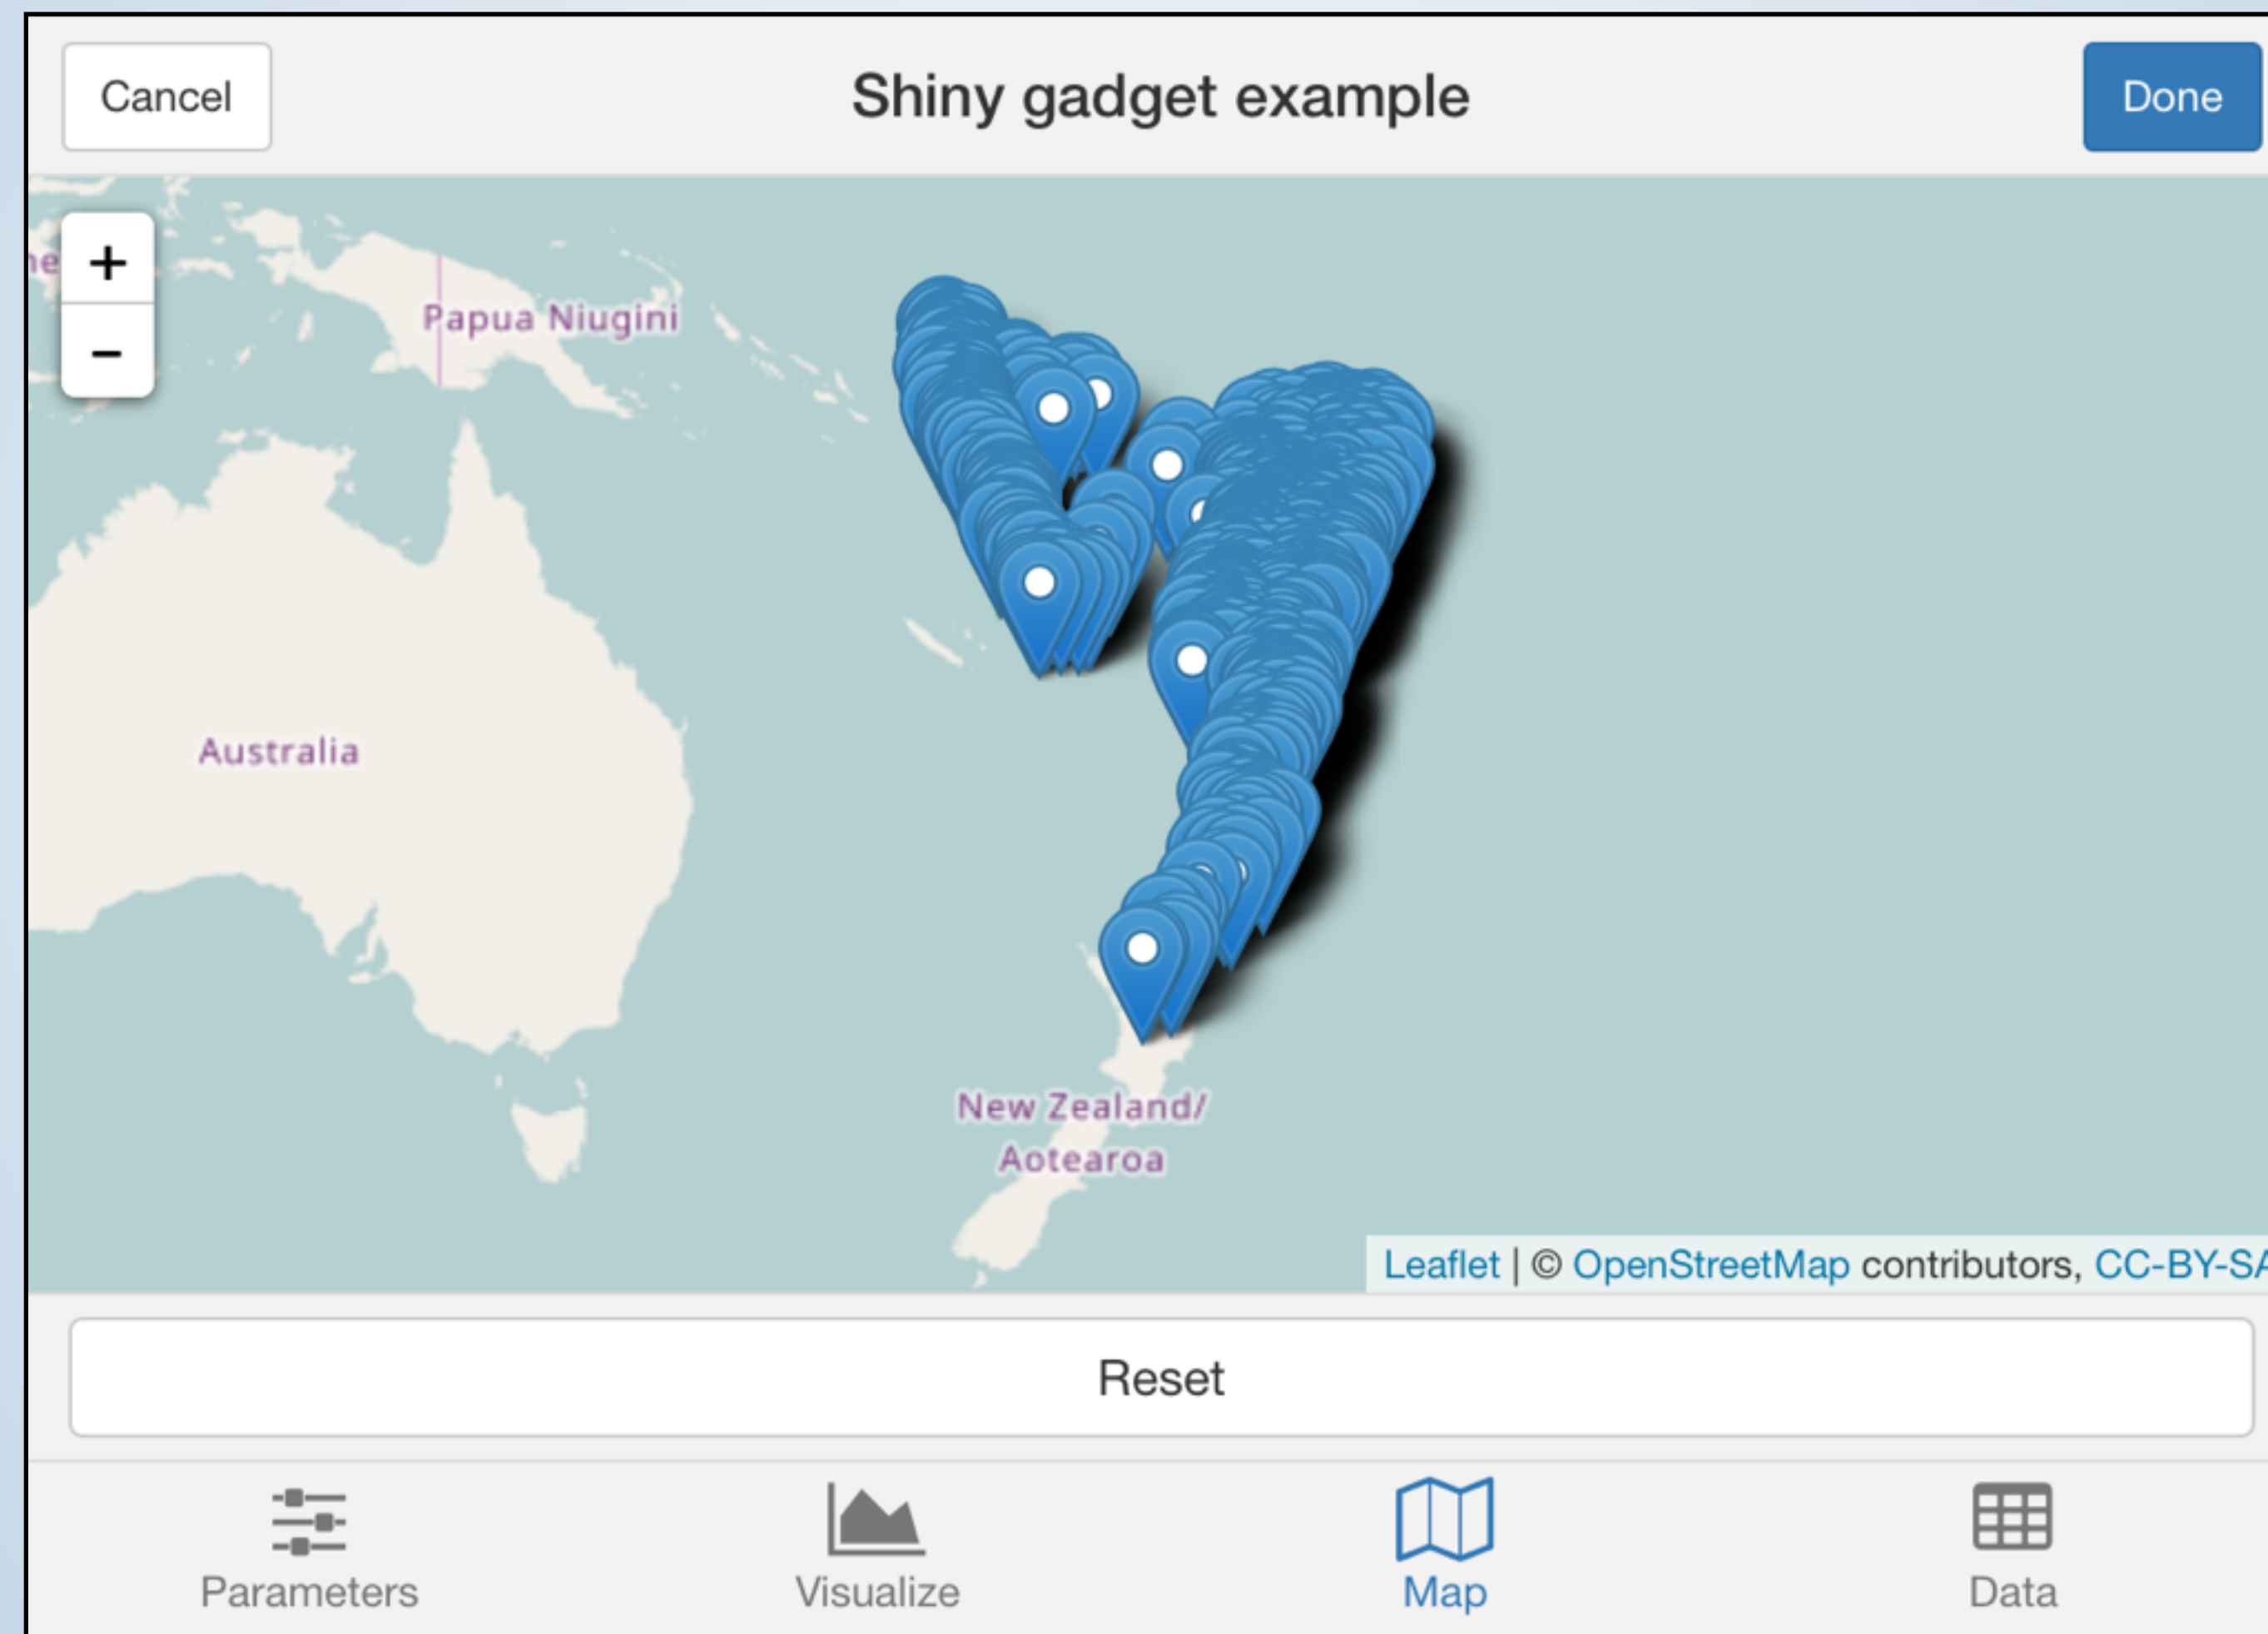 Cancel
Shiny gadget example
Done
+
−
Papua Niugini
Australia
New Zealand/
Aotearoa
Leaflet | © OpenStreetMap contributors, CC-BY-SA
Reset
Parameters
Visualize
Map
Data